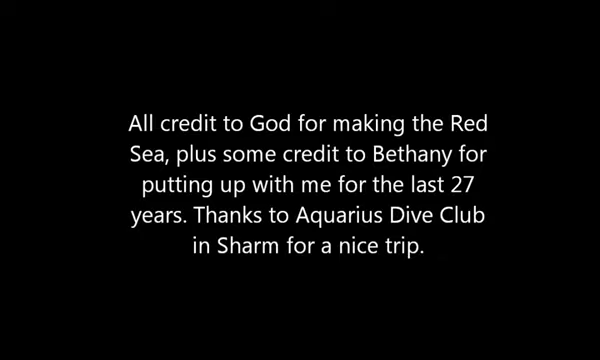 All credit to God for making the Red
Sea, plus some credit to Bethany for
putting up with me for the last 27
years. Thanks to Aquarius Dive Club
in Sharm for a nice trip.